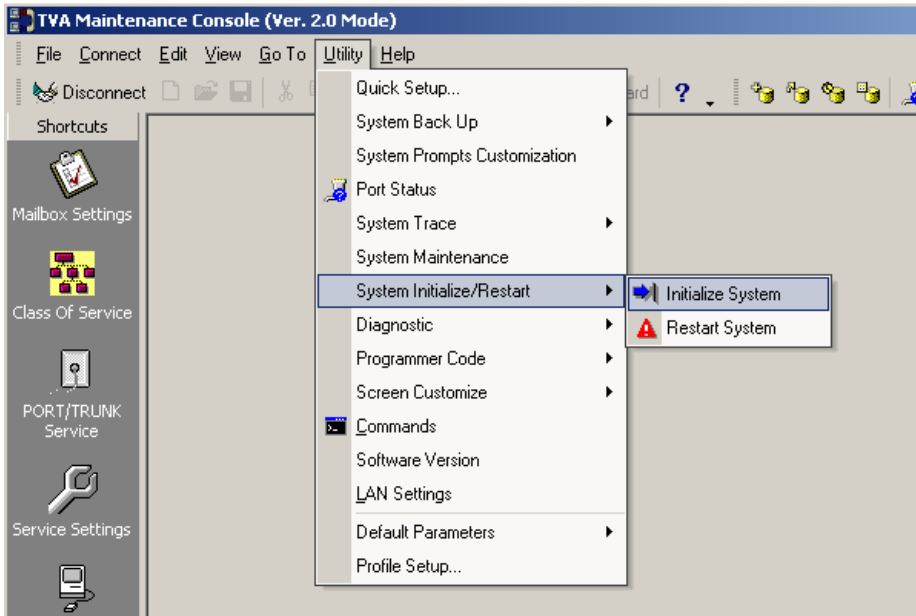 TVA Maintenance Console (Ver. 2.0 Mode)
File Connect Edit View Go To Utility Help
Disconnect
?
Shortcuts
Mailbox Settings
Class Of Service
PORT/TRUNK
Service
Service Settings
Quick Setup...
System Back Up
System Prompts Customization
Port Status
System Trace
System Maintenance
System Initialize/Restart
Diagnostic
Programmer Code
Screen Customize
Commands
Software Version
LAN Settings
Default Parameters
Profile Setup...
Initialize System
Restart System